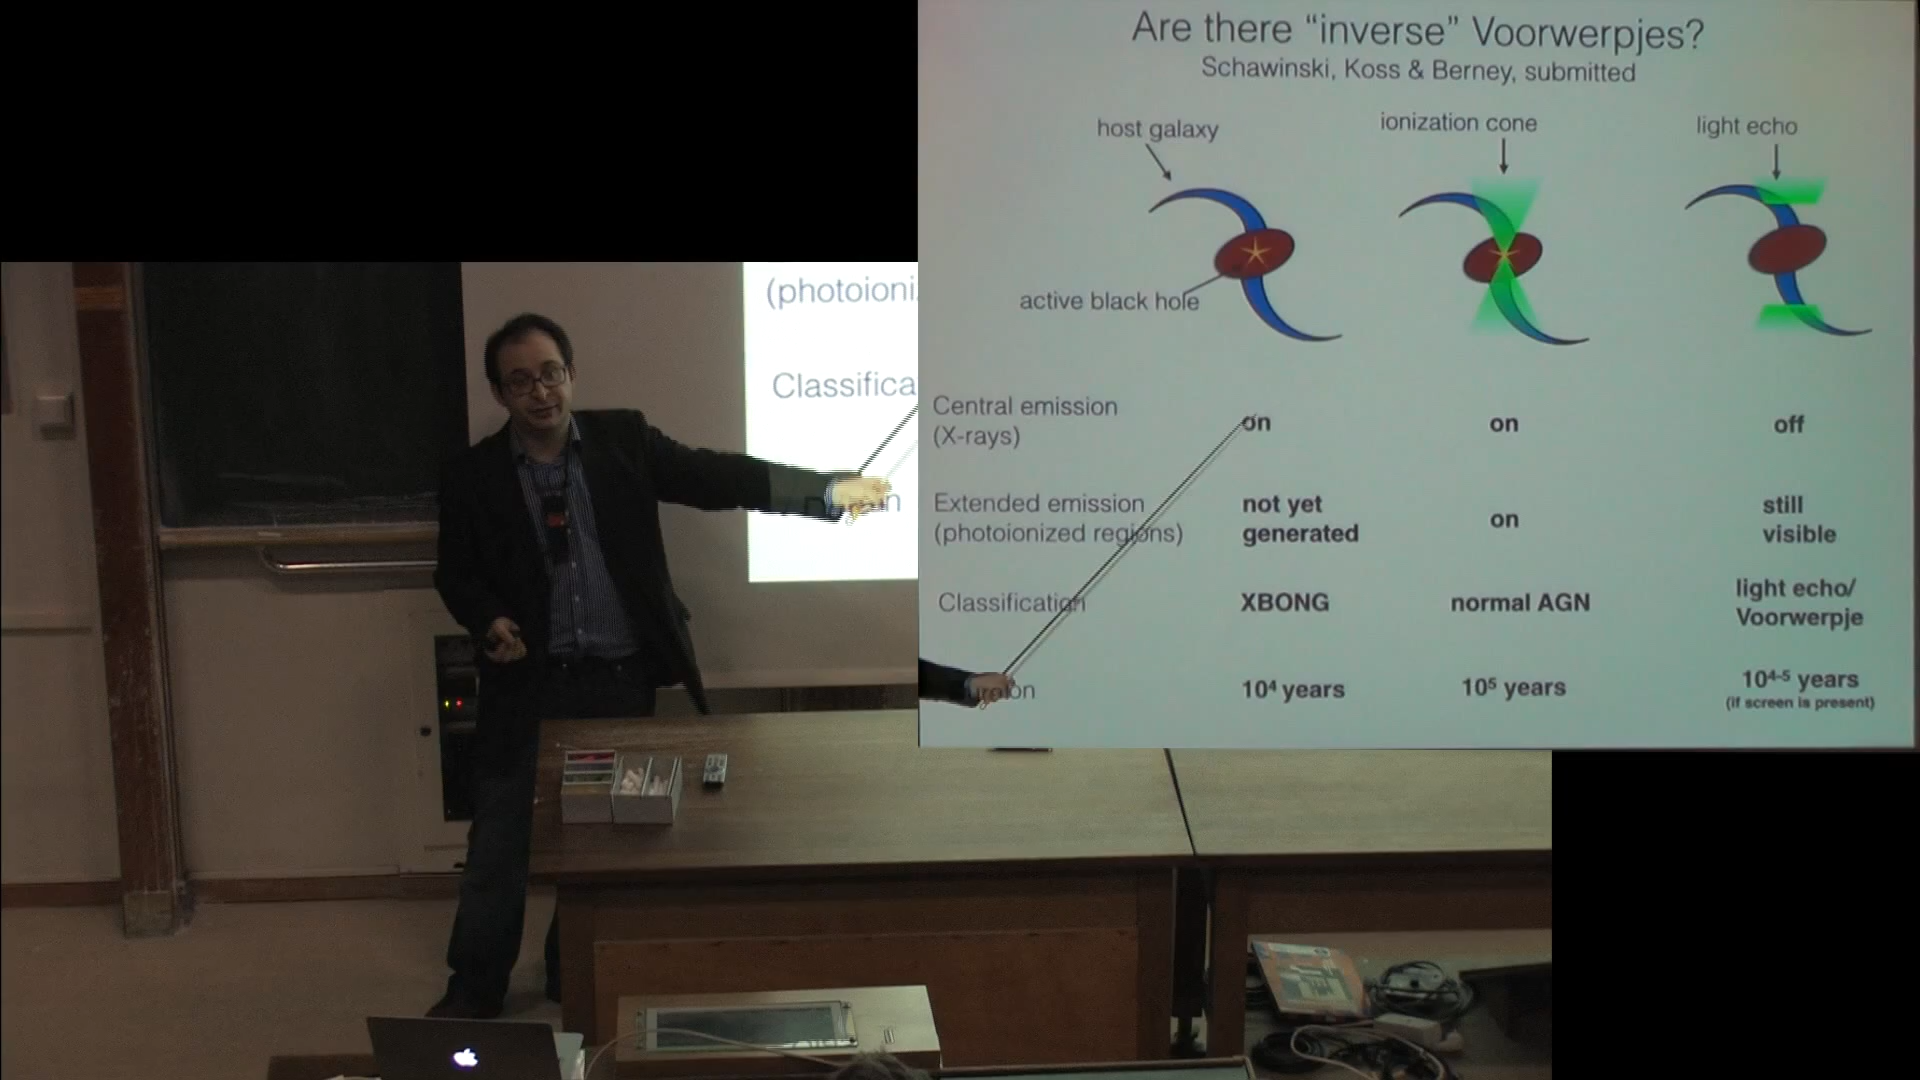 Are there “inverse” Voorwerpjes?
Schawinski, Koss & Berney, submitted
host galaxy
ionization cone
light echo
active black hole
Central emission
(X-rays)
on
on
off
Extended emission
(photoionized regions)
not yet
generated
on
still
visible
Classification
XBONG
normal AGN
light echo/
Voorwerpje
10⁴ years
10⁵ years
10⁴⁻⁵ years
(if screen is present)
(photoioni
Classifica